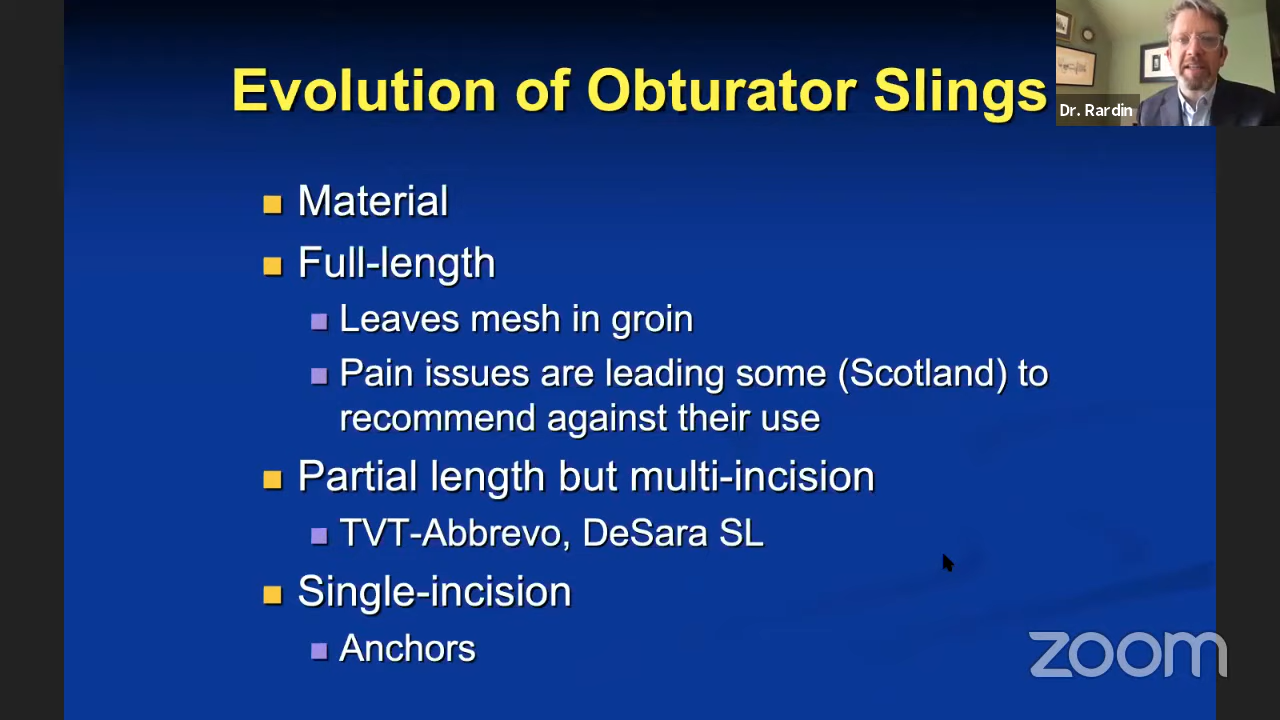 Evolution of Obturator Slings
Dr. Rardin
Material
Full-length
Leaves mesh in groin
Pain issues are leading some (Scotland) to
recommend against their use
Partial length but multi-incision
TVT-Abbrevo, DeSara SL
Single-incision
Anchors
zoom